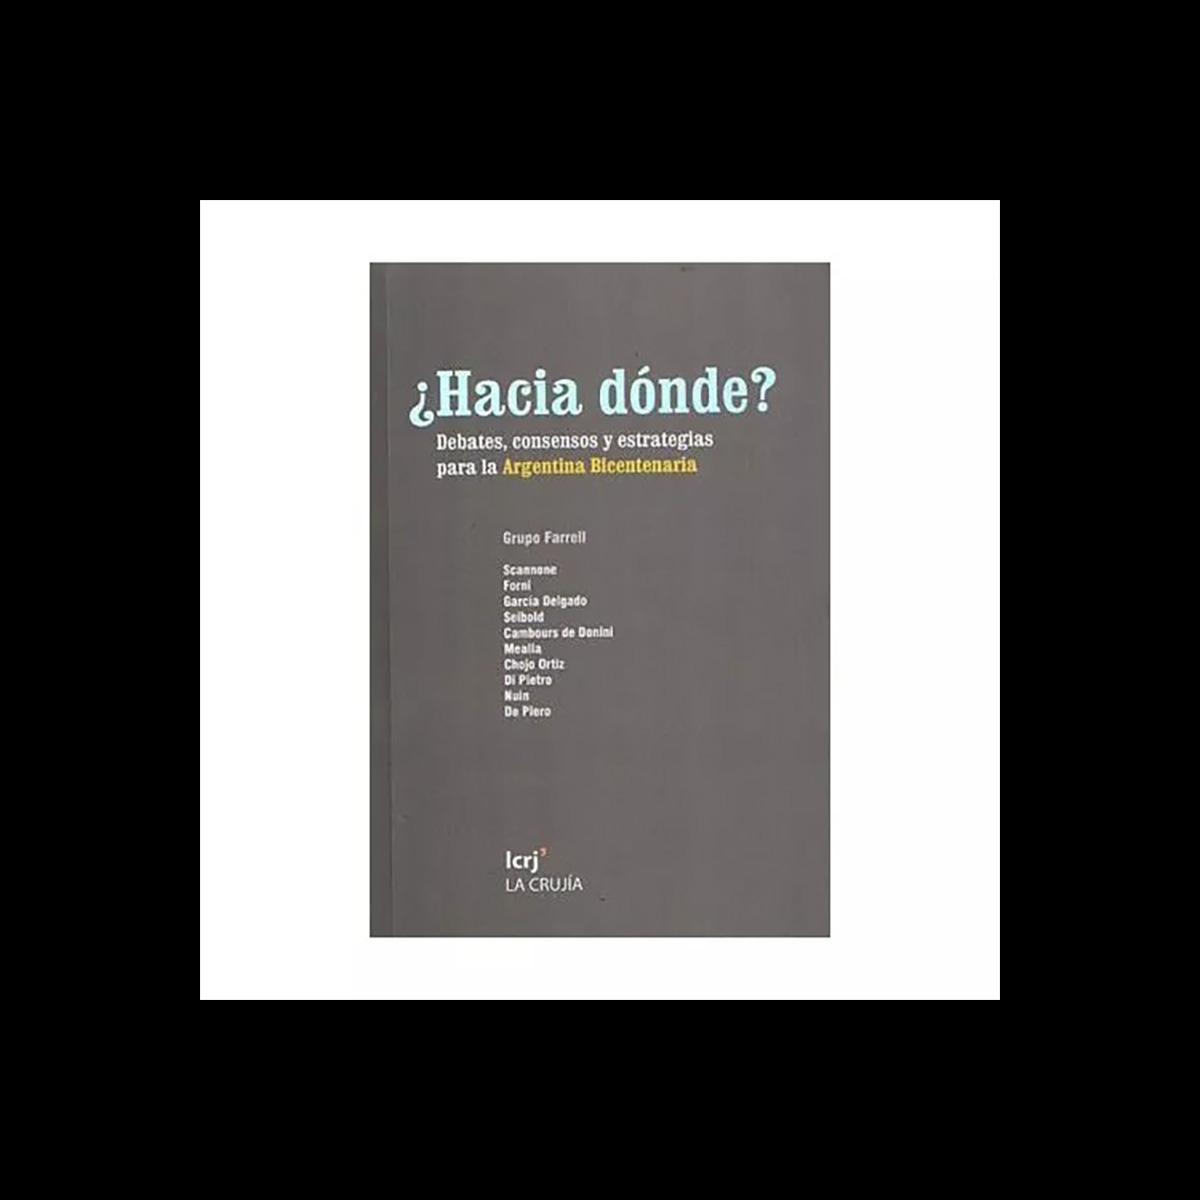 ¿Hacia dónde?
Debates, consensos y estrategias
para la Argentina Bicentenaria
Grupo Farrell
Scannone
Forni
García Delgado
Seibold
Cambours de Donini
Mealla
Chojo Ortiz
Di Pietro
Nuin
De Piero
lcrj'
LA CRUJÍA